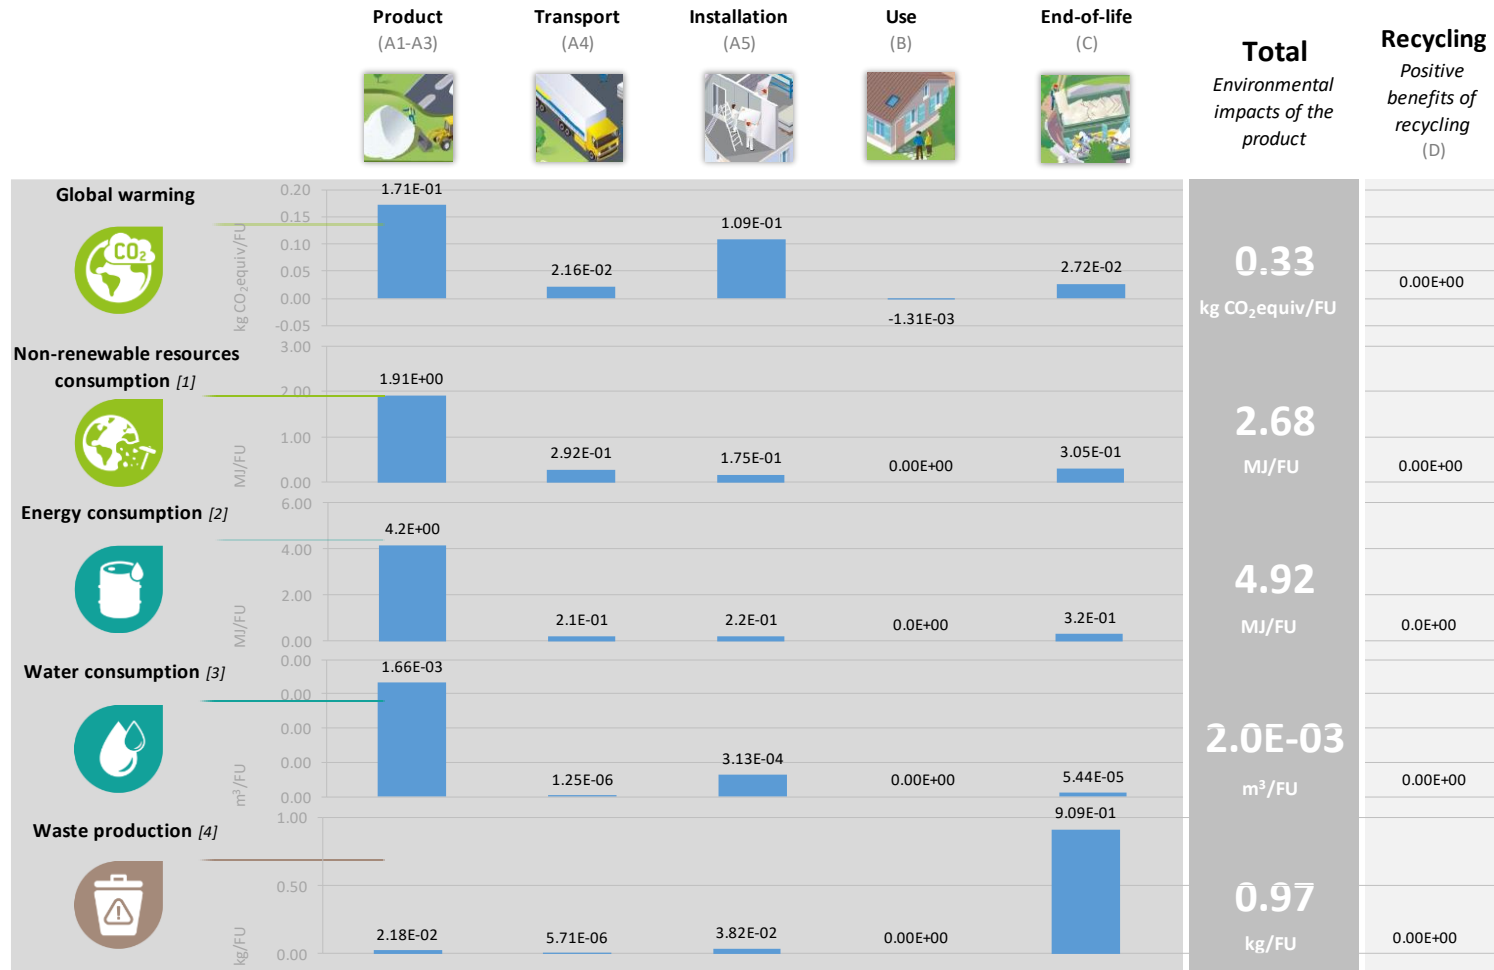 Product
(A1-A3)
Transport
(A4)
Installation
(A5)
Use
(B)
End-of-life
(C)
Total
Environmental
impacts of the
product
Recycling
Positive
benefits of
recycling
(D)
Global warming
CO₂
kg CO₂equiv/FU
0.20
0.15
0.10
0.05
0.00
-0.05
1.71E-01
2.16E-02
1.09E-01
-1.31E-03
2.72E-02
0.33
kg CO₂equiv/FU
0.00E+00
Non-renewable resources
consumption [1]
MJ/FU
3.00
2.00
1.00
0.00
1.91E+00
2.92E-01
1.75E-01
0.00E+00
3.05E-01
2.68
MJ/FU
0.00E+00
Energy consumption [2]
MJ/FU
6.00
4.00
2.00
0.00
4.2E+00
2.1E-01
2.2E-01
0.0E+00
3.2E-01
4.92
MJ/FU
0.0E+00
Water consumption [3]
m³/FU
0.00
0.00
0.00
0.00
0.00
1.66E-03
1.25E-06
3.13E-04
0.00E+00
5.44E-05
2.0E-03
m³/FU
0.00E+00
Waste production [4]
kg/FU
1.00
0.50
0.00
2.18E-02
5.71E-06
3.82E-02
0.00E+00
9.09E-01
0.97
kg/FU
0.00E+00